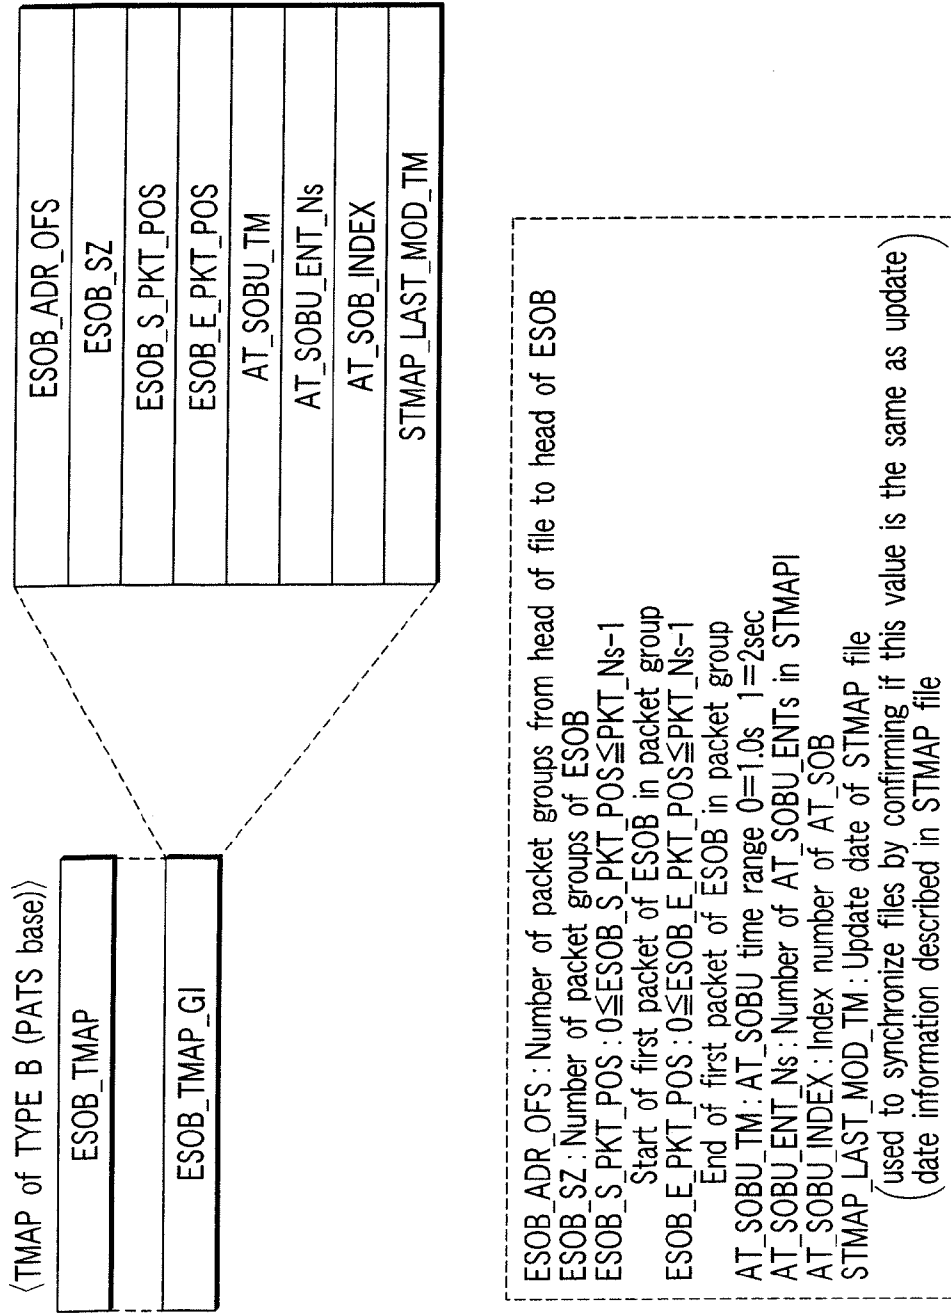 ⟨TMAP of TYPE B (PATS base)⟩
ESOB_TMAP
ESOB_TMAP_GI
ESOB_ADR_OFS
ESOB_SZ
ESOB_S_PKT_POS
ESOB_E_PKT_POS
AT_SOBU_TM
AT_SOBU_ENT_Ns
AT_SOB_INDEX
STMAP_LAST_MOD_TM
ESOB_ADR_OFS : Number of packet groups from head of file to head of ESOB
ESOB_SZ : Number of packet groups of ESOB
ESOB_S_PKT_POS : 0≦ESOB_S_PKT_POS≦PKT_Ns-1
Start of first packet of ESOB in packet group
ESOB_E_PKT_POS : 0≦ESOB_E_PKT_POS≦PKT_Ns-1
End of first packet of ESOB in packet group
AT_SOBU_TM : AT_SOBU time range 0=1.0s 1=2sec
AT_SOBU_ENT_Ns : Number of AT_SOBU_ENTs in STMAPI
AT_SOBU_INDEX : Index number of AT_SOB
STMAP_LAST_MOD_TM : Update date of STMAP file
(used to synchronize files by confirming if this value is the same as update
date information described in STMAP file)